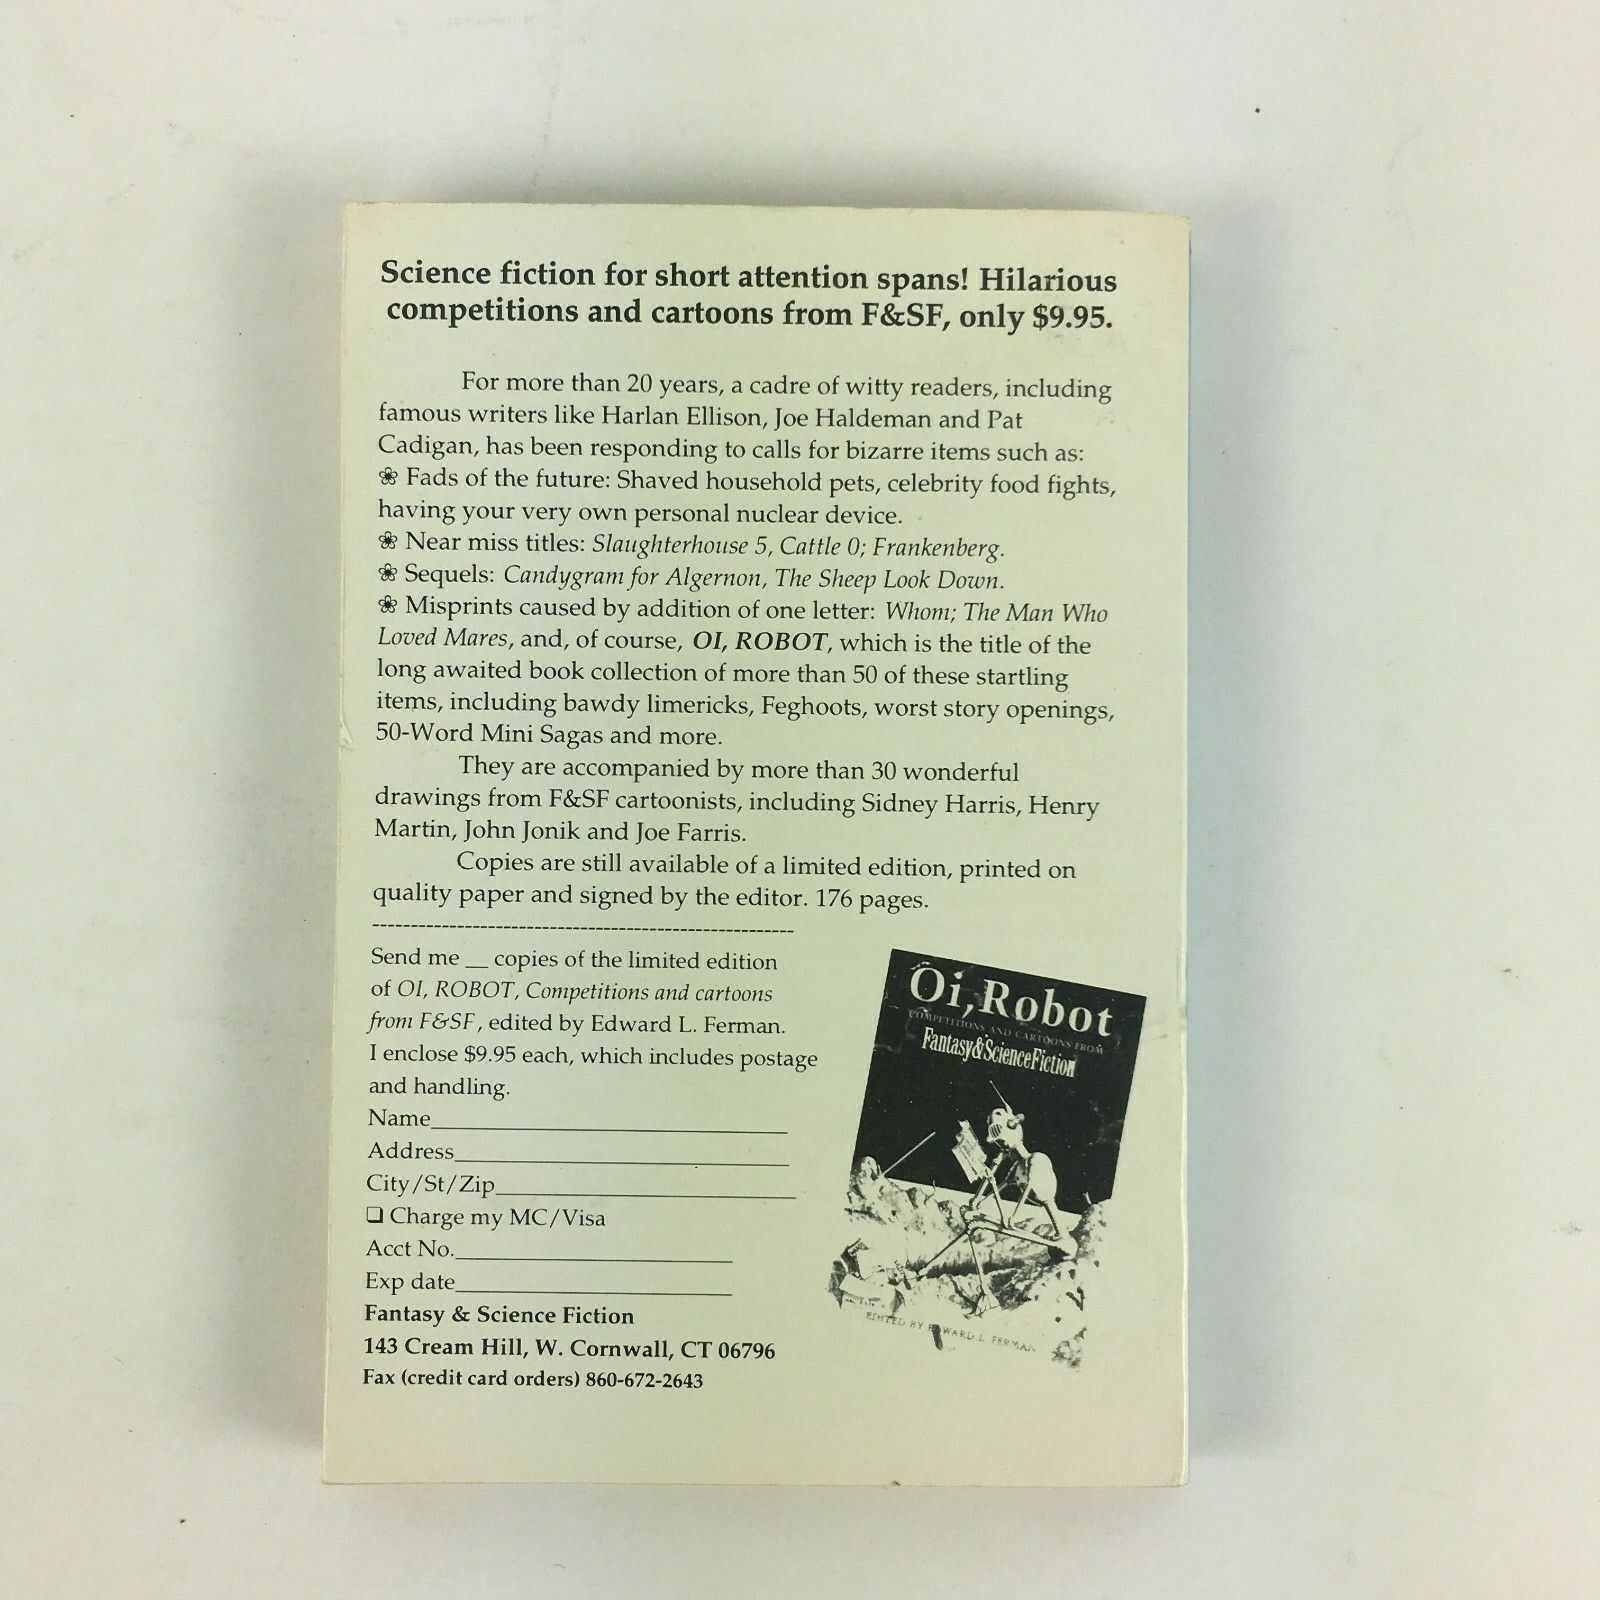 Science fiction for short attention spans! Hilarious
competitions and cartoons from F&SF, only $9.95.
For more than 20 years, a cadre of witty readers, including
famous writers like Harlan Ellison, Joe Haldeman and Pat
Cadigan, has been responding to calls for bizarre items such as:
❀ Fads of the future: Shaved household pets, celebrity food fights,
having your very own personal nuclear device.
❀ Near miss titles: Slaughterhouse 5, Cattle 0; Frankenberg.
❀ Sequels: Candygram for Algernon, The Sheep Look Down.
❀ Misprints caused by addition of one letter: Whom; The Man Who
Loved Mares, and, of course, OI, ROBOT, which is the title of the
long awaited book collection of more than 50 of these startling
items, including bawdy limericks, Feghoots, worst story openings,
50-Word Mini Sagas and more.
They are accompanied by more than 30 wonderful
drawings from F&SF cartoonists, including Sidney Harris, Henry
Martin, John Jonik and Joe Farris.
Copies are still available of a limited edition, printed on
quality paper and signed by the editor. 176 pages.
Send me __ copies of the limited edition
of OI, ROBOT, Competitions and cartoons
from F&SF, edited by Edward L. Ferman.
I enclose $9.95 each, which includes postage
and handling.
Name
Address
City/St/Zip
❑ Charge my MC/Visa
Acct No.
Exp date
Fantasy & Science Fiction
143 Cream Hill, W. Cornwall, CT 06796
Fax (credit card orders) 860-672-2643
Oi, Robot
COMPETITIONS AND CARTOONS FROM
Fantasy & Science Fiction
EDITED BY EDWARD L. FERMAN